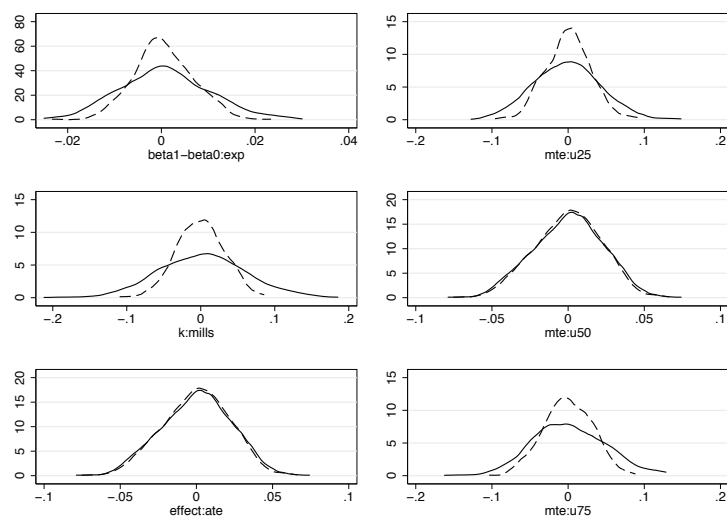 0 20 40 60 80
−.02 0 .02 .04
beta1−beta0:exp
0 5 10 15
−.2 −.1 0 .1 .2
mte:u25
0 5 10 15
−.2 −.1 0 .1 .2
k:mills
0 5 10 15 20
−.1 −.05 0 .05 .1
mte:u50
0 5 10 15 20
−.1 −.05 0 .05 .1
effect:ate
0 5 10 15
−.2 −.1 0 .1 .2
mte:u75